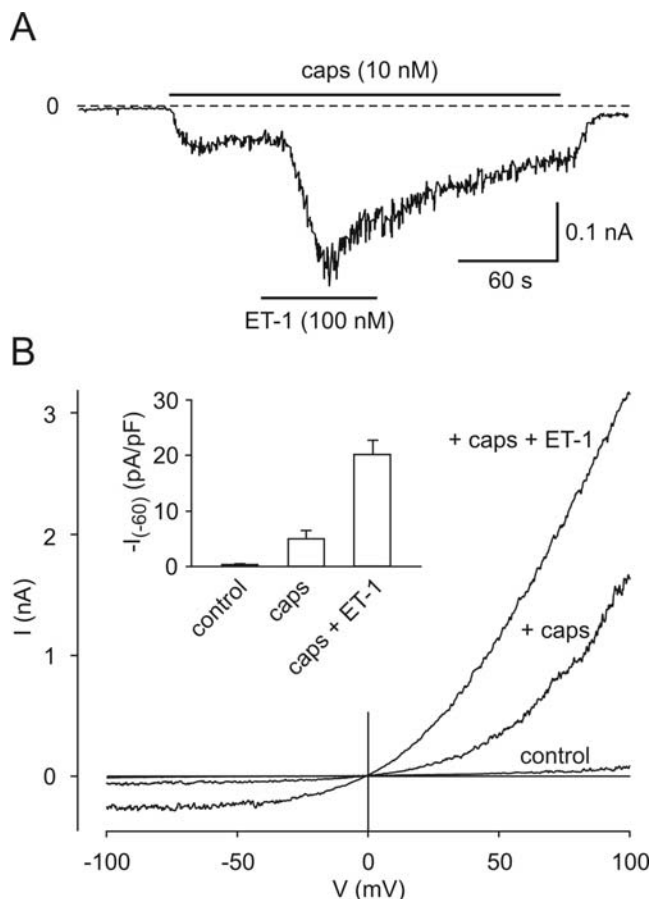 A
caps (10 nM)
0
0.1 nA
60 s
ET-1 (100 nM)
B
30
20
10
0
-I(-60) (pA/pF)
control
caps
caps + ET-1
+ caps + ET-1
+ caps
control
3
2
1
0
I (nA)
-100
-50
0
50
100
V (mV)